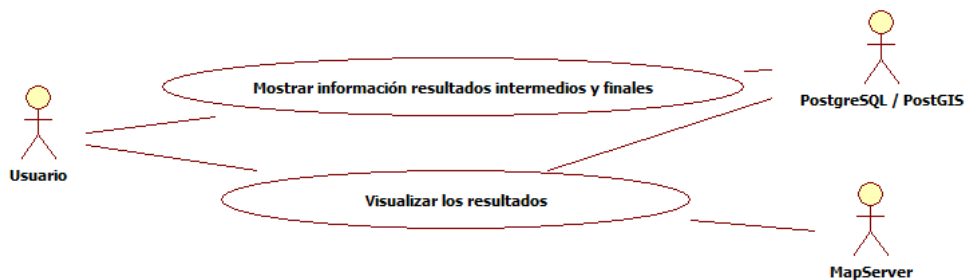 Mostrar información resultados intermedios y finales
PostgreSQL / PostGIS
Usuario
Visualizar los resultados
MapServer